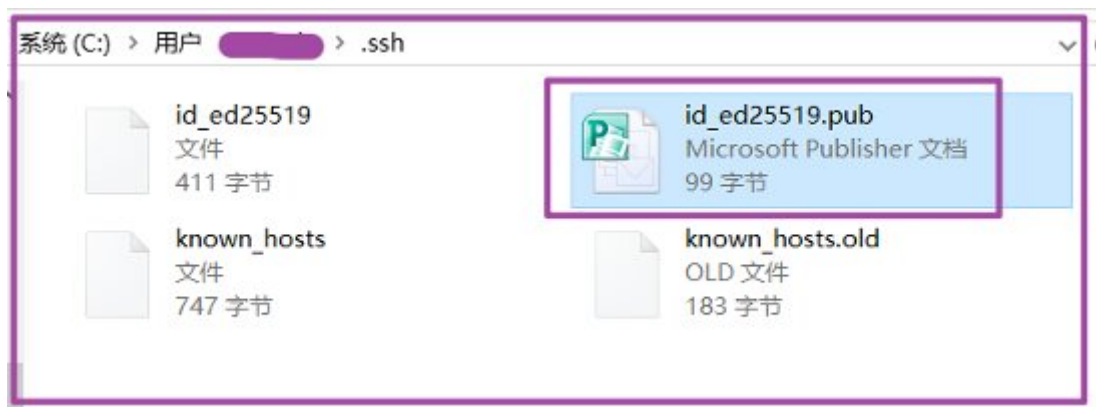 系统 (C:) > 用户 > .ssh
id_ed25519
文件
411 字节
id_ed25519.pub
Microsoft Publisher 文档
99 字节
known_hosts
文件
747 字节
known_hosts.old
OLD 文件
183 字节